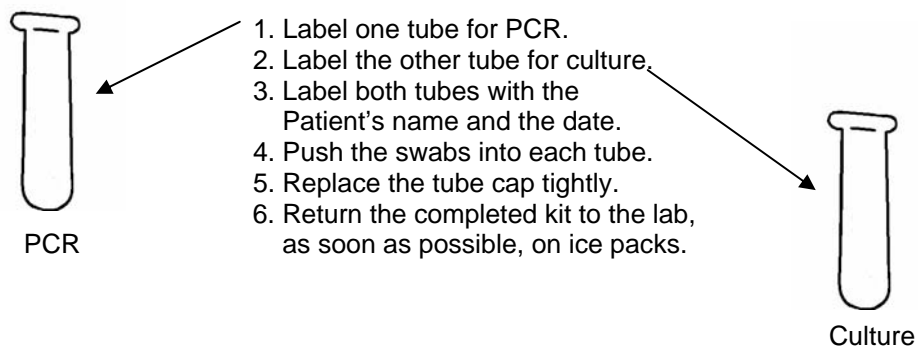 1. Label one tube for PCR.
2. Label the other tube for culture.
3. Label both tubes with the
Patient's name and the date.
4. Push the swabs into each tube.
5. Replace the tube cap tightly.
6. Return the completed kit to the lab,
as soon as possible, on ice packs.
PCR
Culture